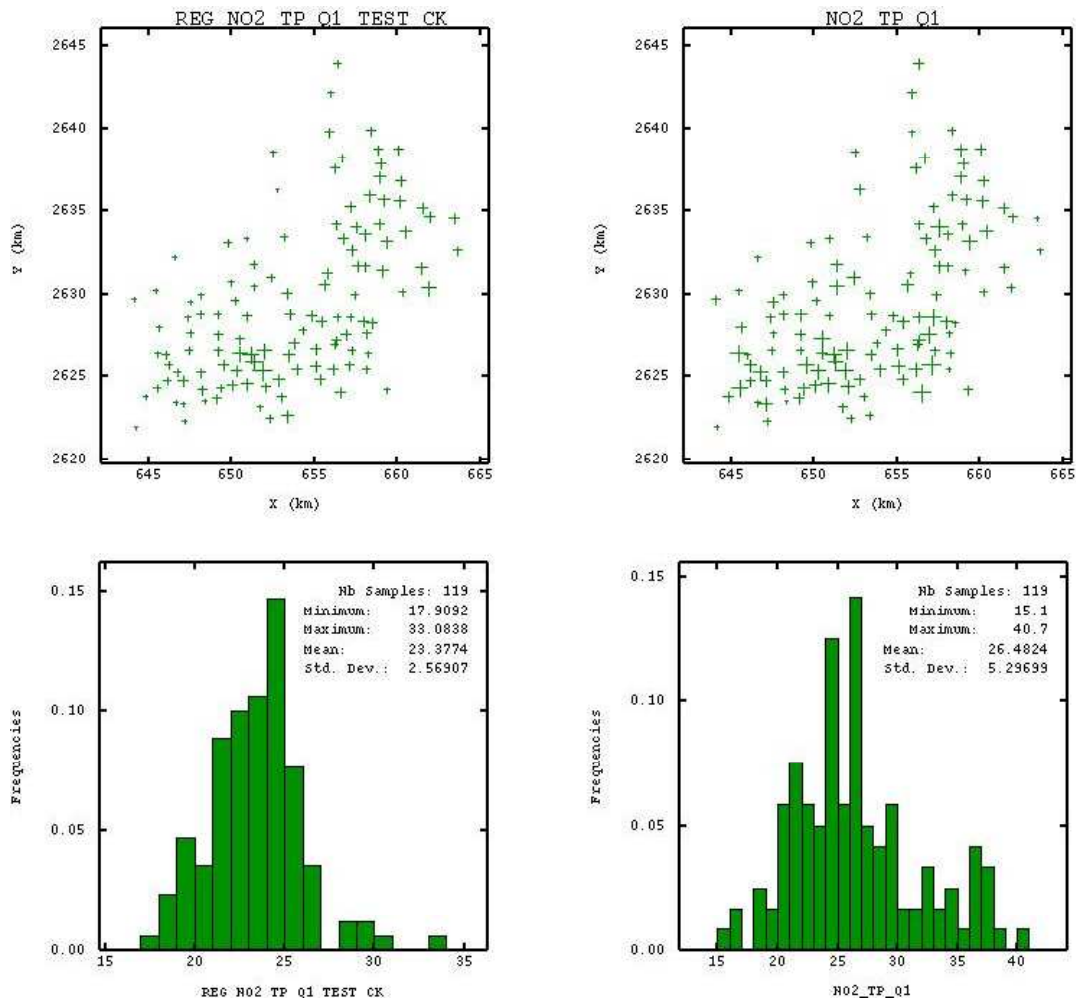 REG NO2 TP Q1 TEST CK
2645
2640
2635
2630
2625
2620
Y (km)
645 650 655 660 665
X (km)
NO2 TP Q1
2645
2640
2635
2630
2625
2620
Y (km)
645 650 655 660 665
X (km)
Nb Samples: 119
Minimum: 17.9092
Maximum: 33.0838
Mean: 23.3774
Std. Dev.: 2.56907
0.15
0.10
0.05
0.00
Frequencies
15 20 25 30 35
REG NO2 TP Q1 TEST CK
Nb Samples: 119
Minimum: 15.1
Maximum: 40.7
Mean: 26.4824
Std. Dev.: 5.29699
0.15
0.10
0.05
0.00
Frequencies
15 20 25 30 35 40
NO2_TP_Q1